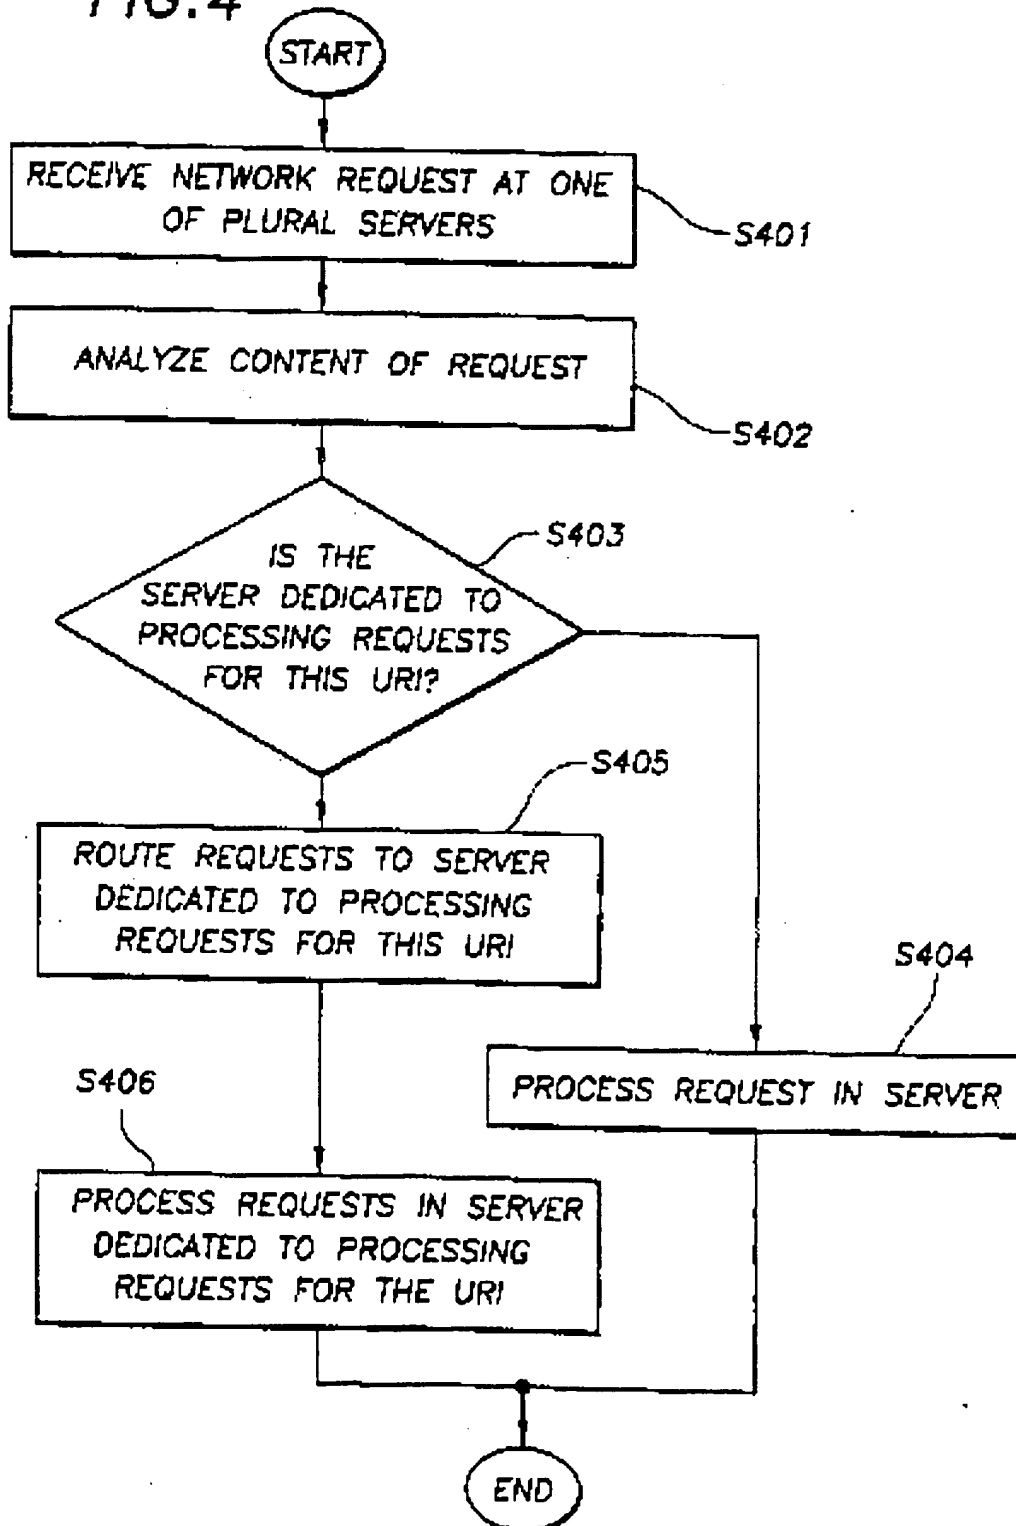 FIG.4
START
RECEIVE NETWORK REQUEST AT ONE
OF PLURAL SERVERS
S401
ANALYZE CONTENT OF REQUEST
S402
S403
IS THE
SERVER DEDICATED TO
PROCESSING REQUESTS
FOR THIS URI?
S405
ROUTE REQUESTS TO SERVER
DEDICATED TO PROCESSING
REQUESTS FOR THIS URI
S404
PROCESS REQUEST IN SERVER
S406
PROCESS REQUESTS IN SERVER
DEDICATED TO PROCESSING
REQUESTS FOR THE URI
END